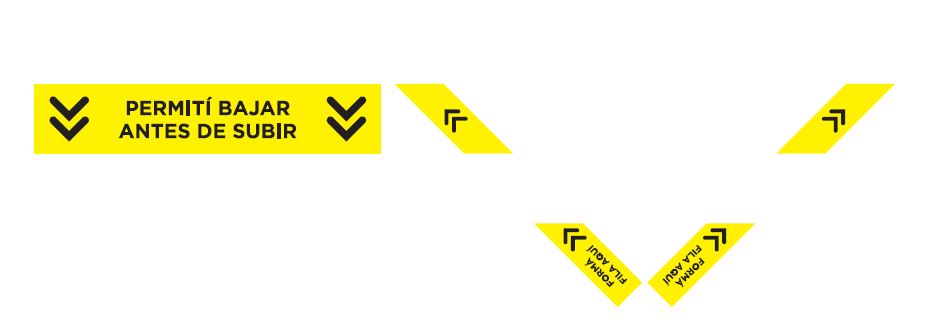 PERMITÍ BAJAR
ANTES DE SUBIR
FORMÁ
FILA AQUÍ
FORMÁ
FILA AQUÍ